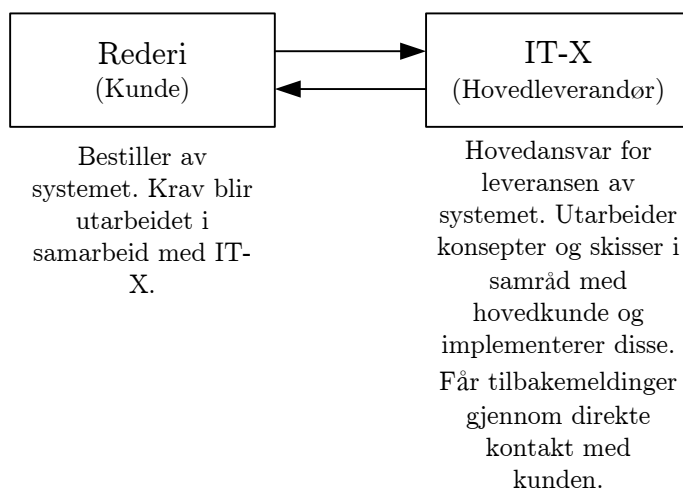 Rederi
(Kunde)
IT-X
(Hovedleverandør)
Bestiller av
systemet. Krav blir
utarbeidet i
samarbeid med IT-
X.
Hovedansvar for
leveransen av
systemet. Utarbeider
konsepter og skisser i
samråd med
hovedkunde og
implementerer disse.
Får tilbakemeldinger
gjennom direkte
kontakt med
kunden.